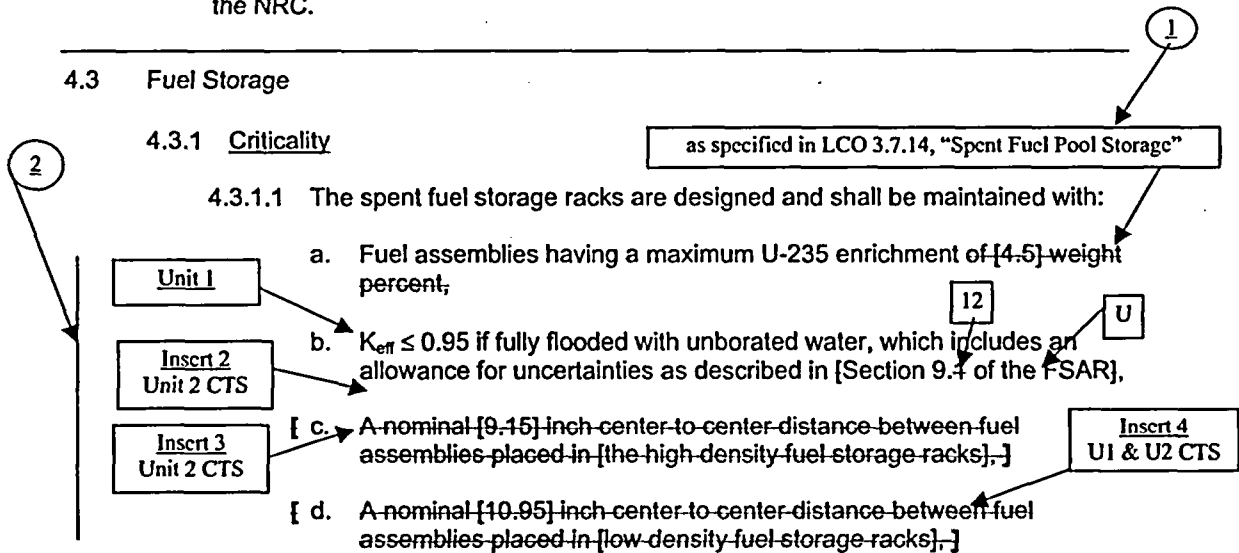 the NRC.
1
4.3 Fuel Storage
4.3.1 Criticality
as specified in LCO 3.7.14, "Spent Fuel Pool Storage"
2
4.3.1.1 The spent fuel storage racks are designed and shall be maintained with:
a. Fuel assemblies having a maximum U-235 enrichment of [4.5] weight
percent,
Unit 1
12
U
b. Keff ≤ 0.95 if fully flooded with unborated water, which includes an
allowance for uncertainties as described in [Section 9.1 of the FSAR],
Insert 2
Unit 2 CTS
[ c. A nominal [9.15] inch center to center distance between fuel
assemblies placed in [the high density fuel storage racks], ]
Insert 3
Unit 2 CTS
Insert 4
U1 & U2 CTS
[ d. A nominal [10.95] inch center to center distance between fuel
assemblies placed in [low density fuel storage racks], ]